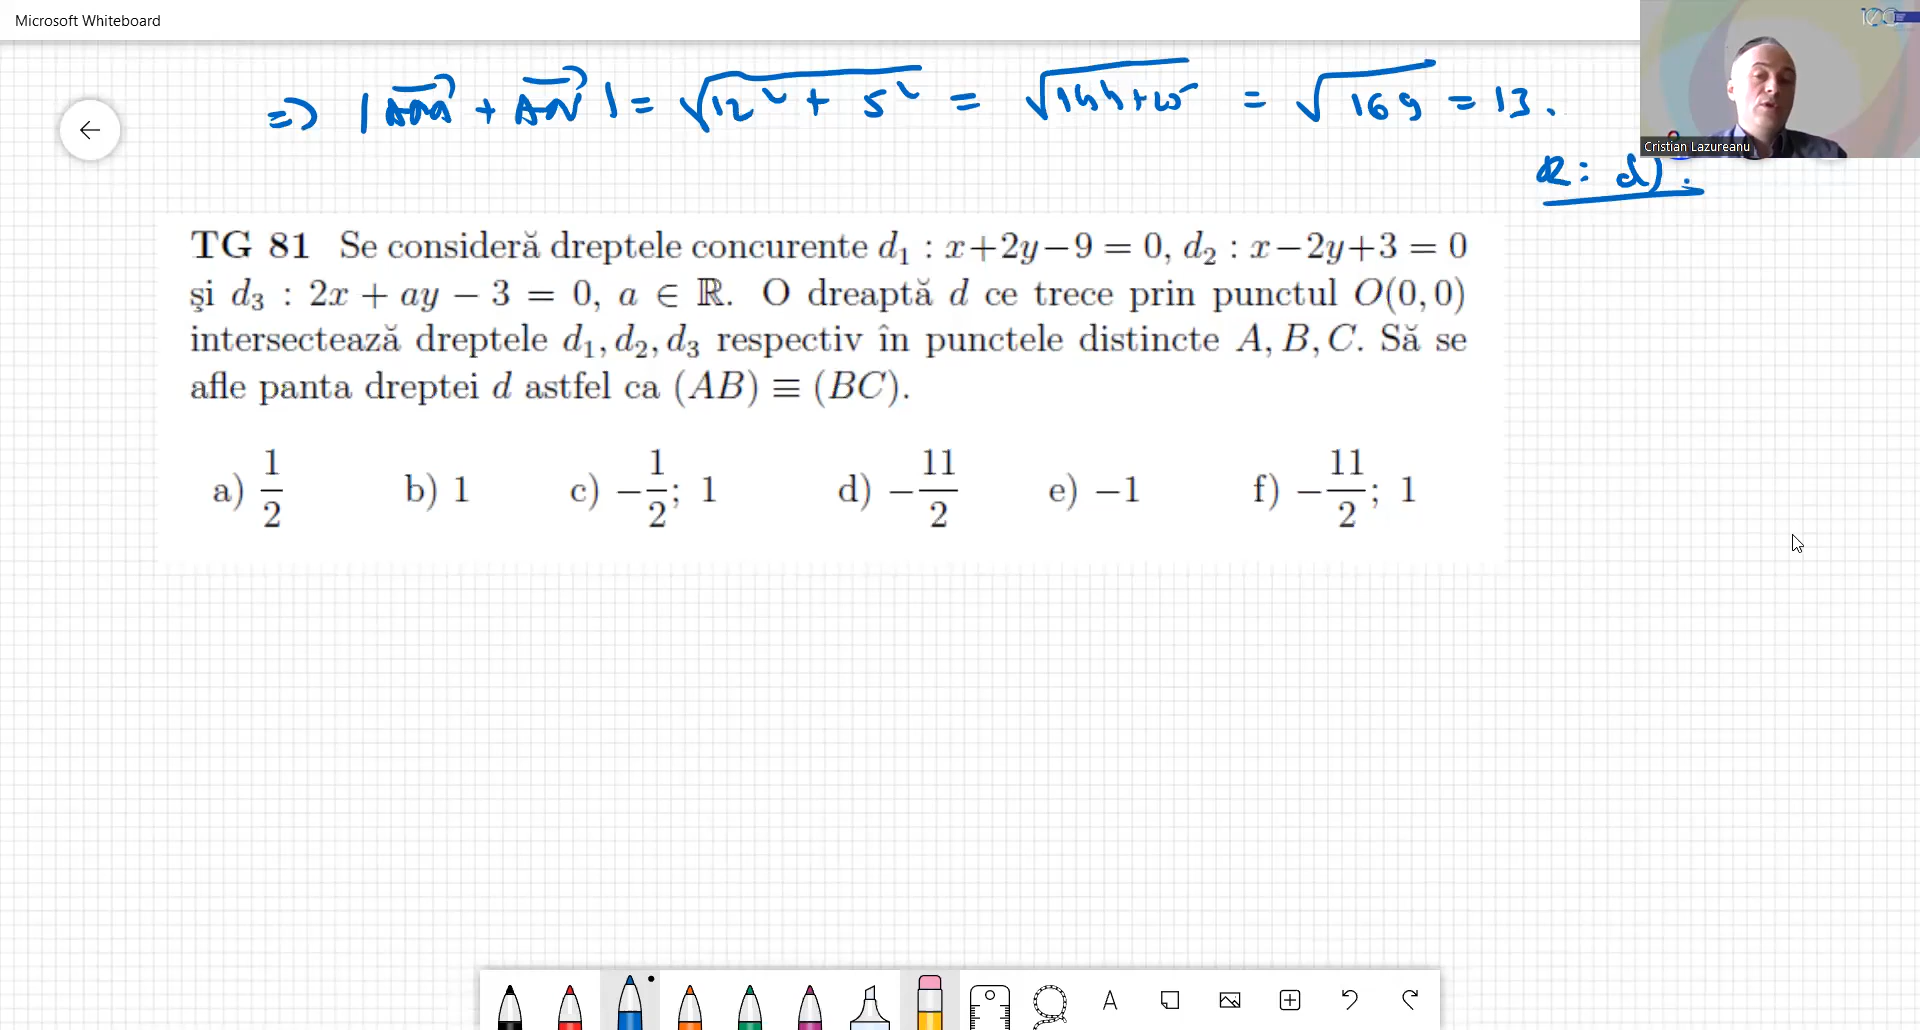 Microsoft Whiteboard
=> |AM + AN| = √12² + 5² = √144+25 = √169 = 13.
Cristian Lazureanu
R: d).
TG 81 Se consideră dreptele concurente d₁ : x+2y−9 = 0, d₂ : x−2y+3 = 0
şi d₃ : 2x + ay − 3 = 0, a ∈ ℝ. O dreaptă d ce trece prin punctul O(0, 0)
intersectează dreptele d₁, d₂, d₃ respectiv în punctele distincte A, B, C. Să se
afle panta dreptei d astfel ca (AB) ≡ (BC).
a) 1/2 b) 1 c) −1/2; 1 d) −11/2 e) −1 f) −11/2; 1